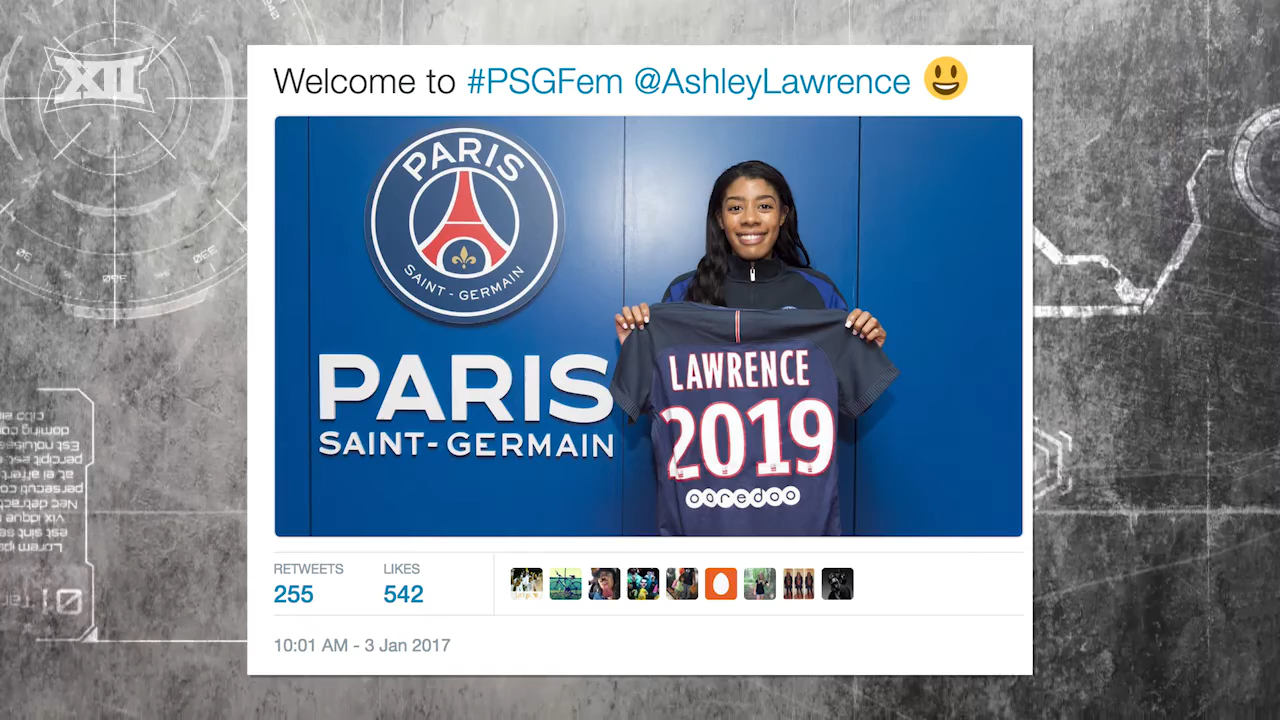 XII
Welcome to #PSGFem @AshleyLawrence 😃
PARIS
SAINT-GERMAIN
PARIS
SAINT-GERMAIN
LAWRENCE
2019
ooredoo
RETWEETS
255
LIKES
542
10:01 AM - 3 Jan 2017